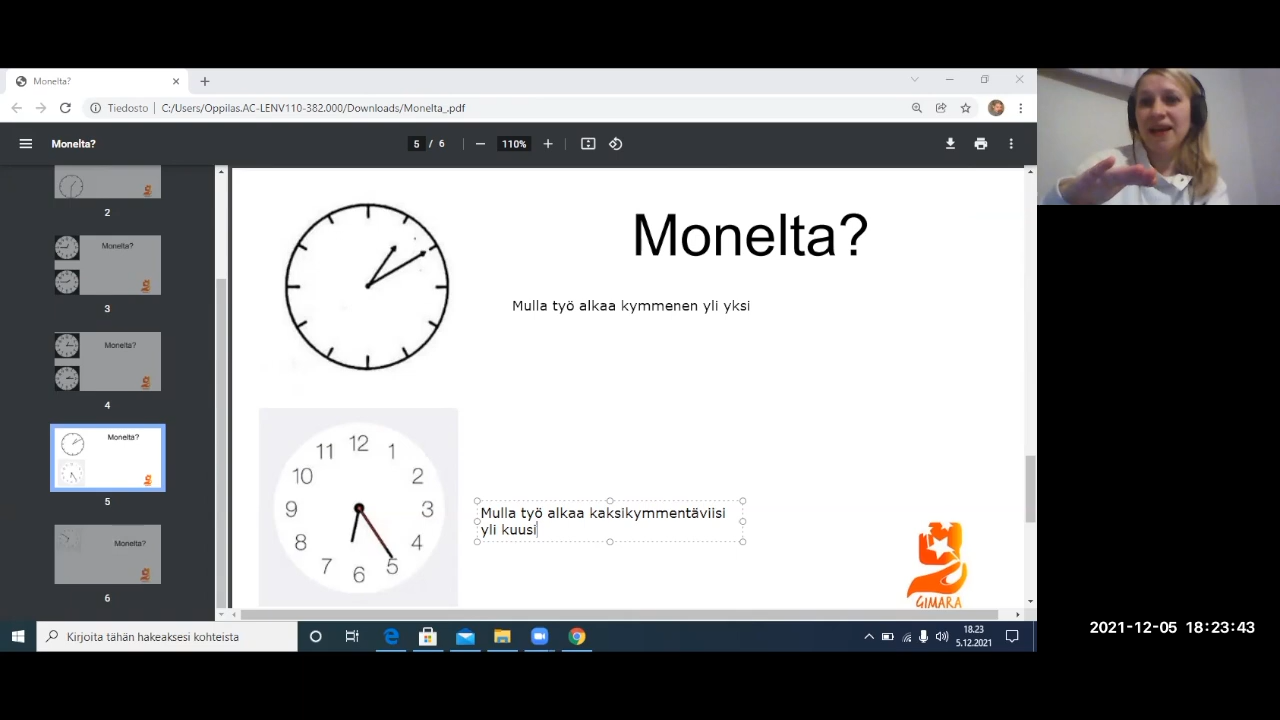 Monelta?
Tiedosto
C:/Users/Oppilas.AC-LENV110-382.000/Downloads/Monelta_.pdf
Monelta?
5 / 6
110%
2
Monelta?
3
Monelta?
4
Monelta?
5
Monelta?
6
Monelta?
Mulla työ alkaa kymmenen yli yksi
12
11 1
10 2
9 3
8 4
7 5
6
Mulla työ alkaa kaksikymmentäviisi
yli kuusi
GIMARA
Kirjoita tähän hakeaksesi kohteista
18.23
5.12.2021
2021-12-05 18:23:43